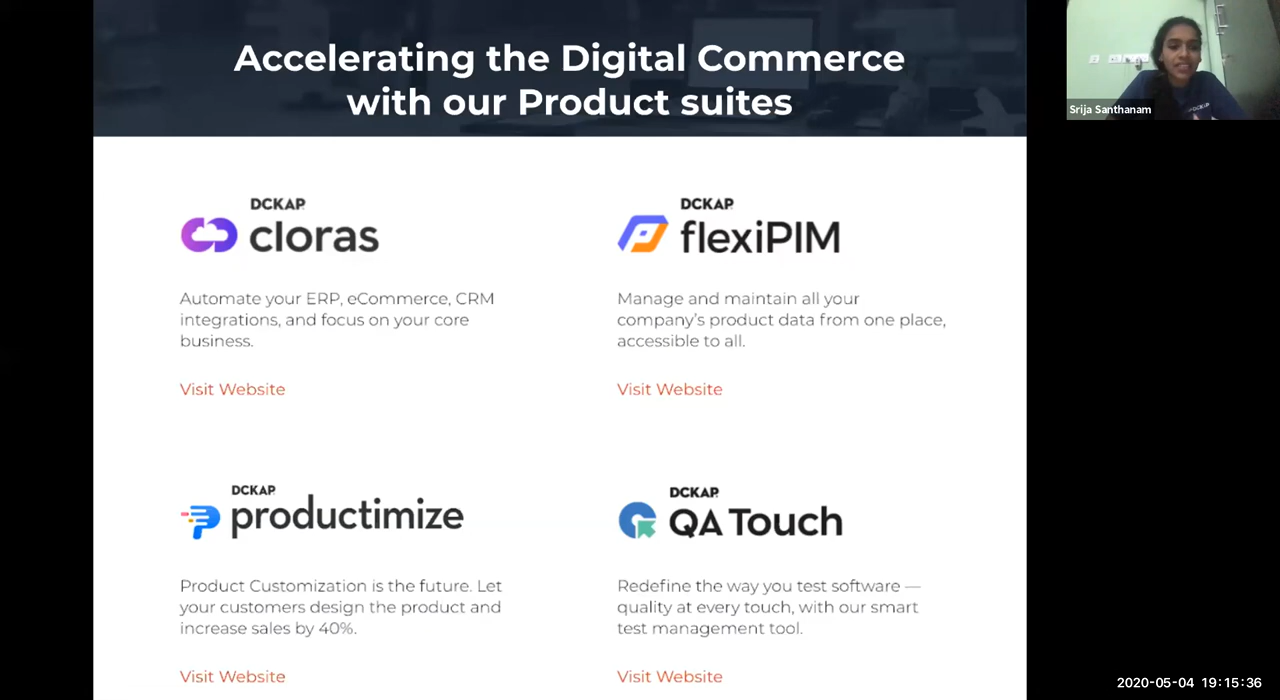 Accelerating the Digital Commerce
with our Product suites
Srija Santhanam
DCKAP
DCKAP
cloras
DCKAP
flexiPIM
Automate your ERP, eCommerce, CRM
integrations, and focus on your core
business.
Visit Website
Manage and maintain all your
company's product data from one place,
accessible to all.
Visit Website
DCKAP
productimize
DCKAP
QA Touch
Product Customization is the future. Let
your customers design the product and
increase sales by 40%.
Visit Website
Redefine the way you test software —
quality at every touch, with our smart
test management tool.
Visit Website
2020-05-04 19:15:36